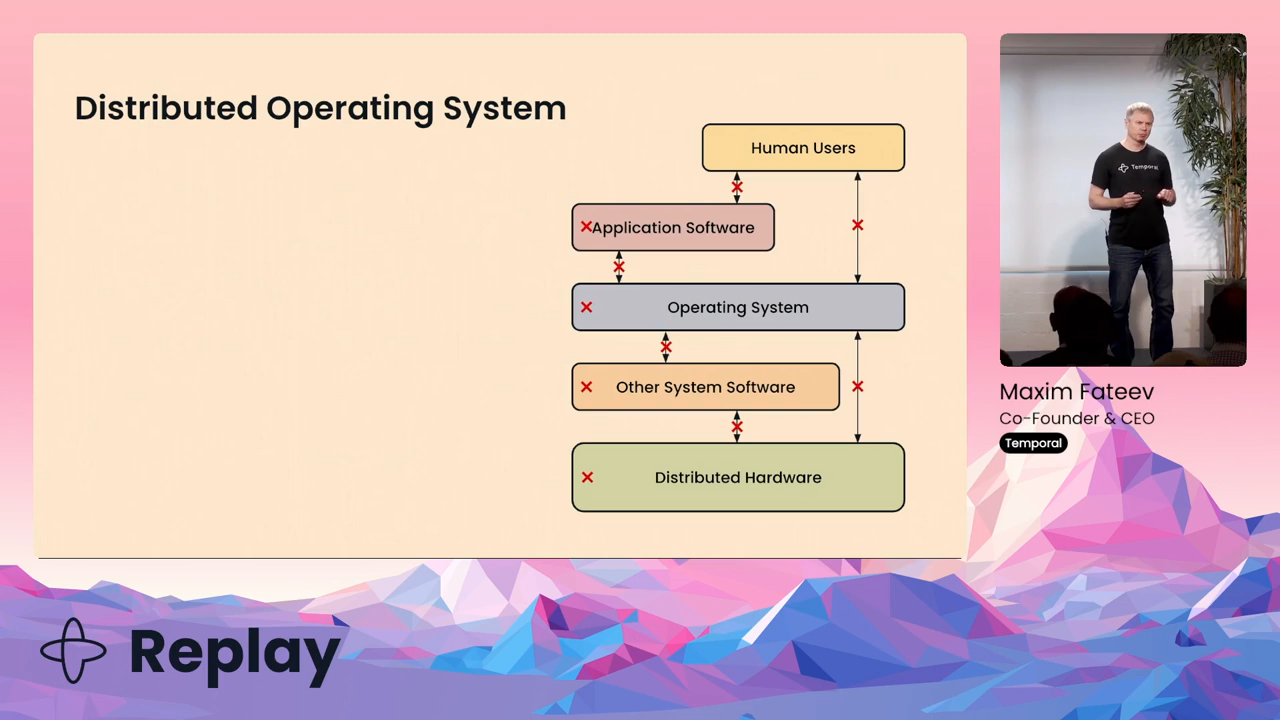 Distributed Operating System
Human Users
Application Software
Operating System
Other System Software
Distributed Hardware
Temporal
Maxim Fateev
Co-Founder & CEO
Temporal
Replay